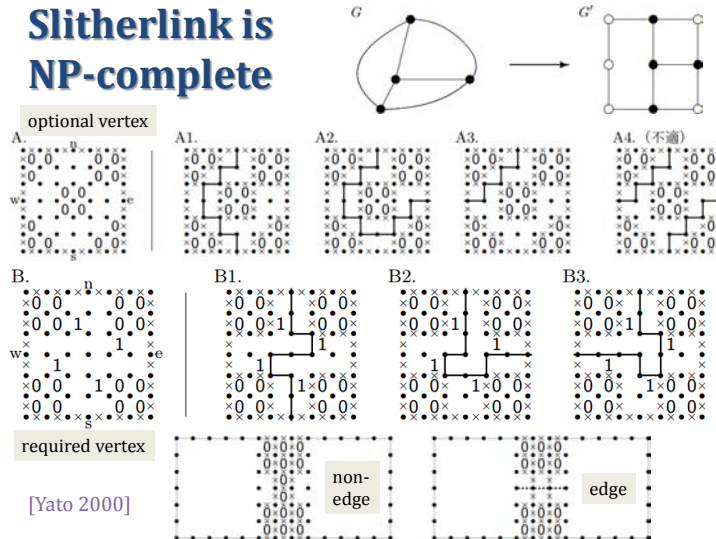 Slitherlink is
NP-complete
G
G'
optional vertex
A.
A1.
A2.
A3.
A4. (不適)
n
w
e
s
B.
B1.
B2.
B3.
n
w
e
s
required vertex
non-
edge
edge
[Yato 2000]